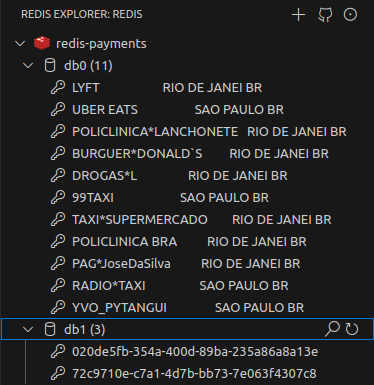 REDIS EXPLORER: REDIS
redis-payments
db0 (11)
LYFT RIO DE JANEI BR
UBER EATS SAO PAULO BR
POLICLINICA*LANCHONETE RIO DE JANEI BR
BURGUER*DONALD`S RIO DE JANEI BR
DROGAS*L RIO DE JANEI BR
99TAXI SAO PAULO BR
TAXI*SUPERMERCADO RIO DE JANEI BR
POLICLINICA BRA RIO DE JANEI BR
PAG*JoseDaSilva RIO DE JANEI BR
RADIO*TAXI SAO PAULO BR
YVO_PYTANGUI SAO PAULO BR
db1 (3)
020de5fb-354a-400d-89ba-235a86a8a13e
72c9710e-c7a1-4d7b-bb73-7e063f4307c8